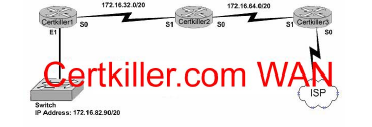 172.16.32.0/20
172.16.64.0/20
Certkiller1
S0
S1
Certkiller2
S0
S1
Certkiller3
E1
S0
Certkiller.com WAN
ISP
Switch
IP Address: 172.16.82.90/20